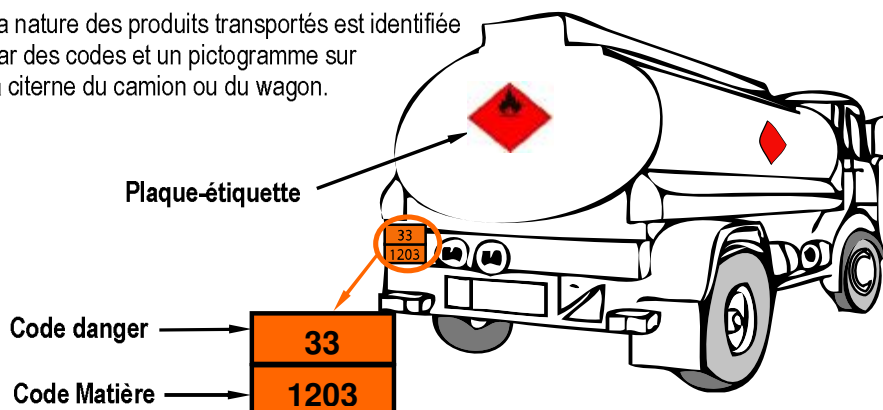 a nature des produits transportés est identifiée
ar des codes et un pictogramme sur
citerne du camion ou du wagon.
Plaque-étiquette
33
1203
Code danger
33
Code Matière
1203